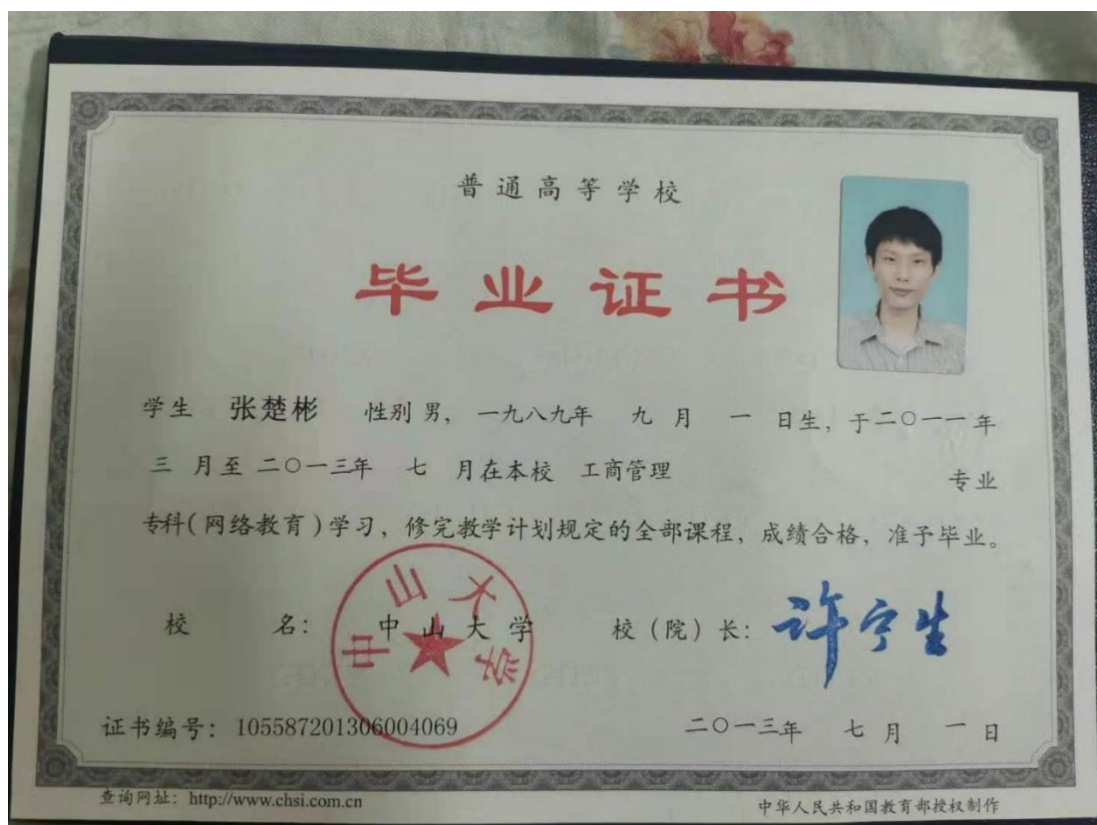 普通高等学校
毕业证书
学生 张楚彬 性别 男, 一九八九年 九 月 一 日生, 于二〇一一年
三 月至 二〇一三年 七 月在本校 工商管理 专业
专科(网络教育)学习, 修完教学计划规定的全部课程, 成绩合格, 准予毕业。
校 名: 中山大学 校(院)长: 许宁生
中山大学
证书编号: 105587201306004069 二〇一三年 七 月 一 日
查询网址: http://www.chsi.com.cn 中华人民共和国教育部授权制作